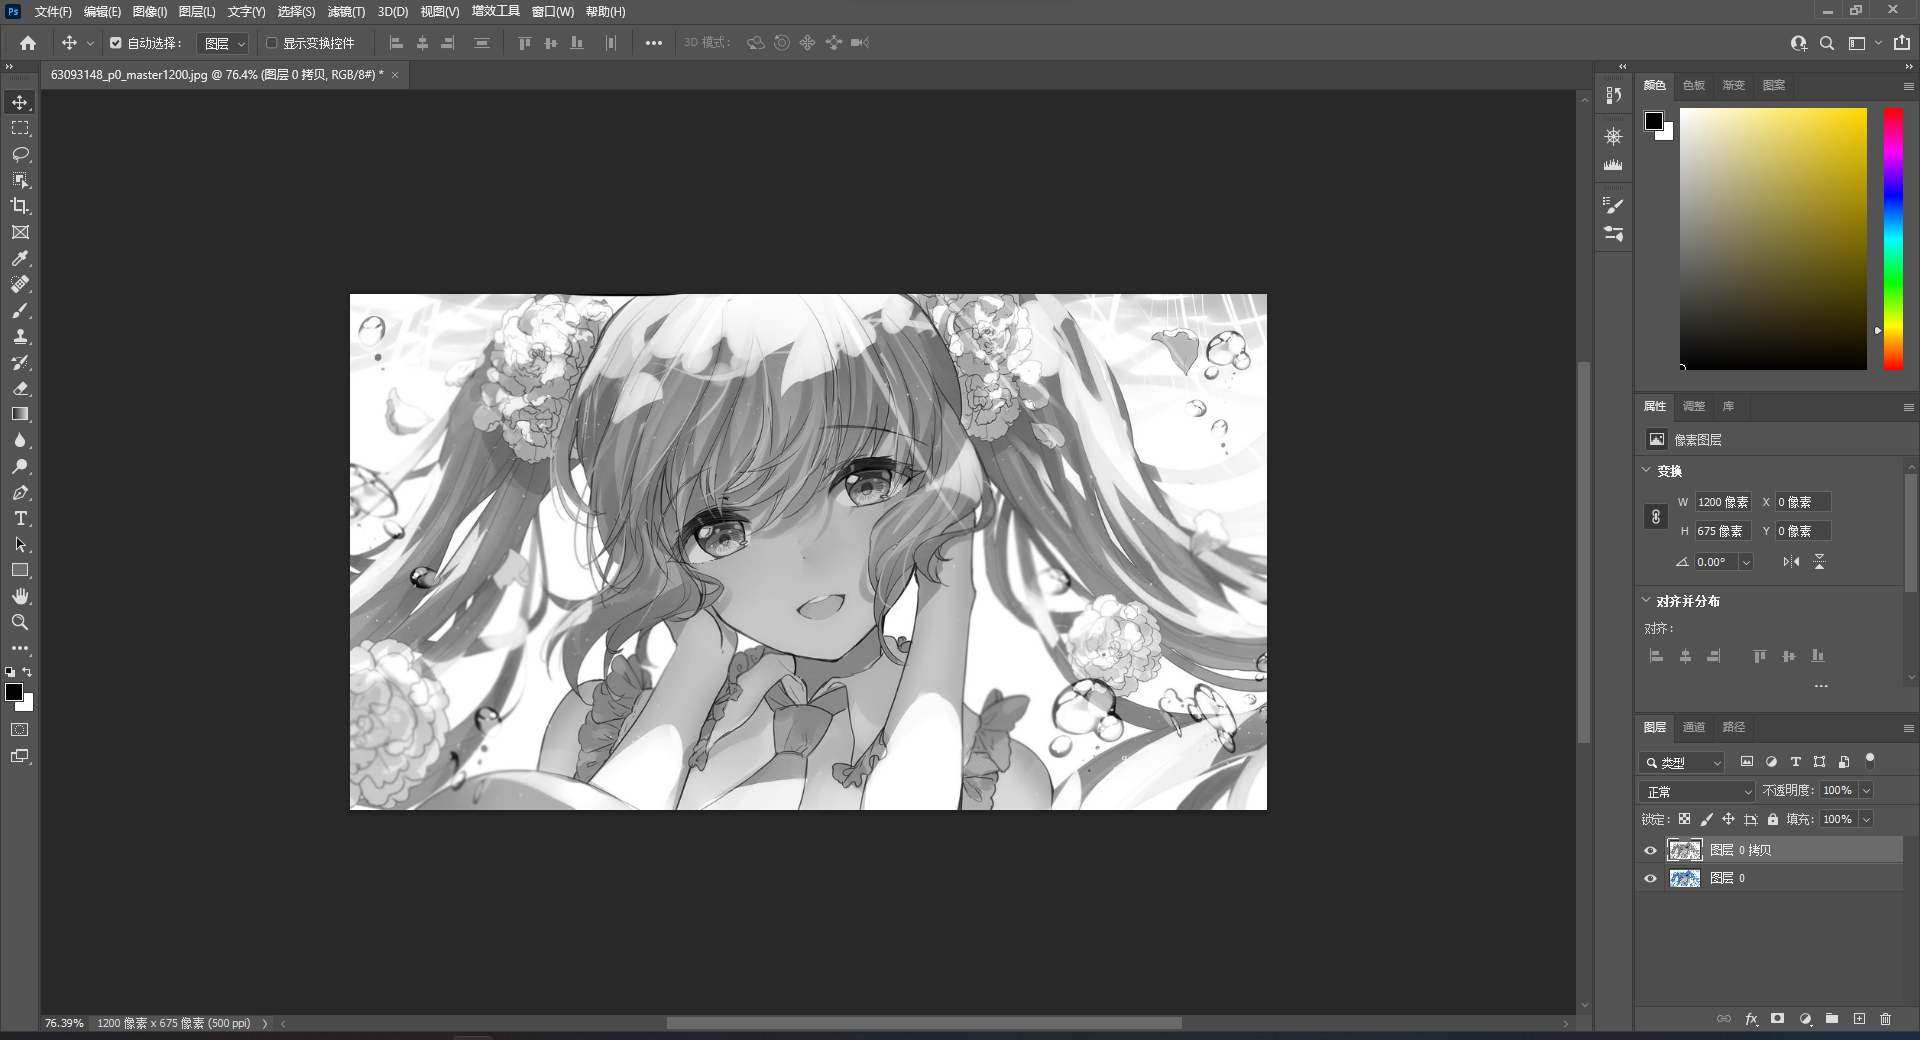 Ps 文件(F) 编辑(E) 图像(I) 图层(L) 文字(Y) 选择(S) 滤镜(T) 3D(D) 视图(V) 增效工具 窗口(W) 帮助(H)
自动选择： 图层 显示变换控件 3D 模式：
63093148_p0_master1200.jpg @ 76.4% (图层 0 拷贝, RGB/8#) * ×
颜色 色板 渐变 图案
属性 调整 库
像素图层
变换
W 1200 像素 X 0 像素
H 675 像素 Y 0 像素
0.00°
对齐并分布
对齐：
图层 通道 路径
类型
正常 不透明度： 100%
锁定： 填充： 100%
图层 0 拷贝
图层 0
fx
76.39% 1200 像素 x 675 像素 (500 ppi)